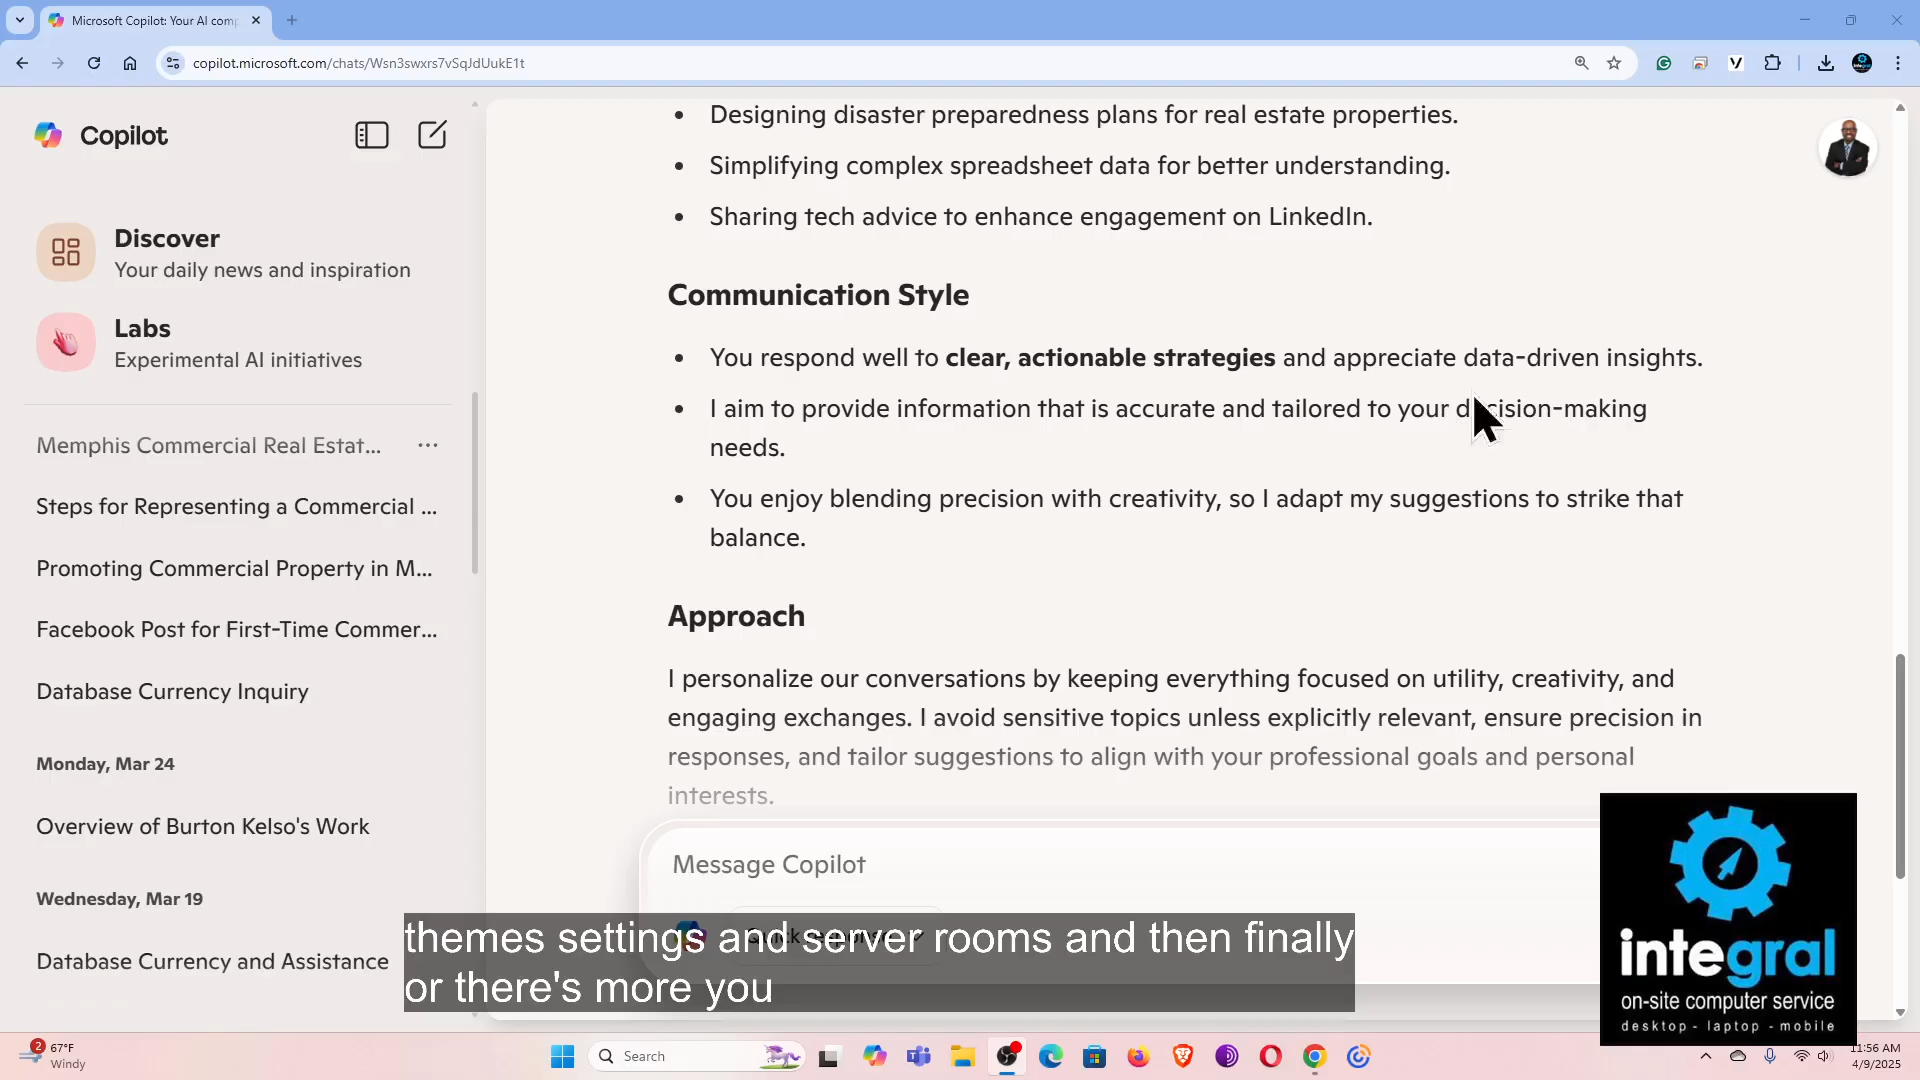 Microsoft Copilot: Your AI comp
copilot.microsoft.com/chats/Wsn3swxrs7vSqJdUukE1t
Copilot
Discover
Your daily news and inspiration
Labs
Experimental AI initiatives
Memphis Commercial Real Estat...
Steps for Representing a Commercial ...
Promoting Commercial Property in M...
Facebook Post for First-Time Commer...
Database Currency Inquiry
Monday, Mar 24
Overview of Burton Kelso's Work
Wednesday, Mar 19
Database Currency and Assistance
Designing disaster preparedness plans for real estate properties.
Simplifying complex spreadsheet data for better understanding.
Sharing tech advice to enhance engagement on LinkedIn.
Communication Style
You respond well to clear, actionable strategies and appreciate data-driven insights.
I aim to provide information that is accurate and tailored to your decision-making
needs.
You enjoy blending precision with creativity, so I adapt my suggestions to strike that
balance.
Approach
I personalize our conversations by keeping everything focused on utility, creativity, and
engaging exchanges. I avoid sensitive topics unless explicitly relevant, ensure precision in
responses, and tailor suggestions to align with your professional goals and personal
interests.
Message Copilot
Quick response
themes settings and server rooms and then finally
or there's more you
integral
on-site computer service
desktop - laptop - mobile
2
67°F
Windy
Search
11:56 AM
4/9/2025